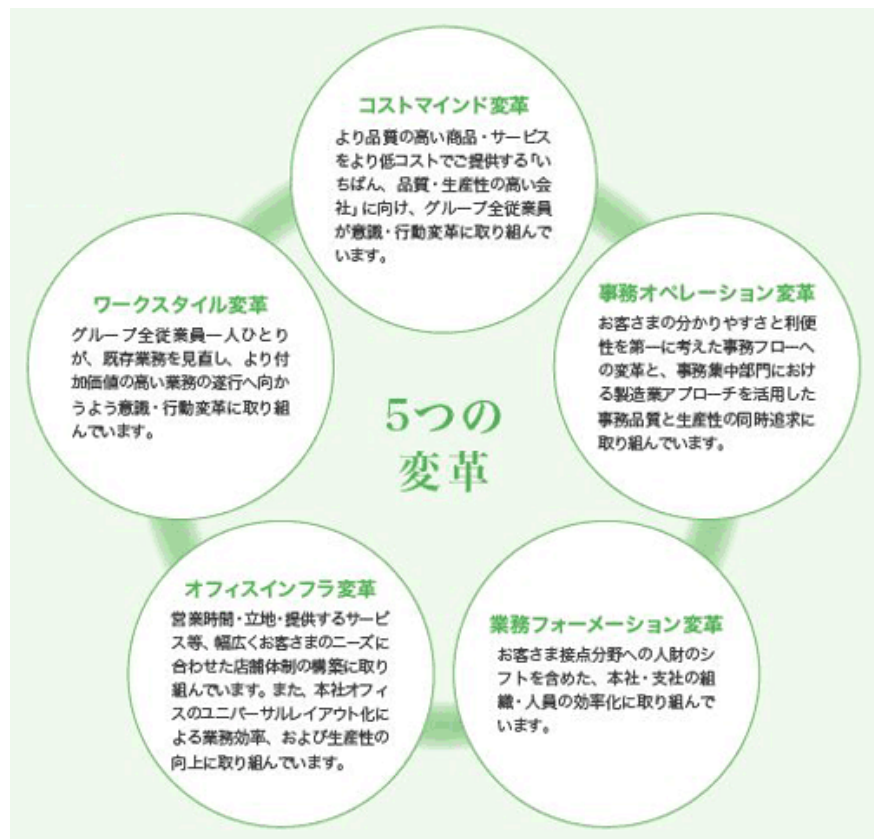 コストマインド変革
より品質の高い商品・サービス
をより低コストでご提供する「い
ちばん、品質・生産性の高い会
社」に向け、グループ全従業員
が意識・行動変革に取り組んで
います。
事務オペレーション変革
お客さまの分かりやすさと利便
性を第一に考えた事務フローへ
の変革と、事務集中部門におけ
る製造業アプローチを活用した
事務品質と生産性の同時追求に
取り組んでいます。
業務フォーメーション変革
お客さま接点分野への人財のシ
フトを含めた、本社・支社の組
織・人員の効率化に取り組んで
います。
オフィスインフラ変革
営業時間・立地・提供するサービ
ス等、幅広くお客さまのニーズに
合わせた店舗体制の構築に取り
組んでいます。また、本社オフィ
スのユニバーサルレイアウト化に
よる業務効率、および生産性の
向上に取り組んでいます。
ワークスタイル変革
グループ全従業員一人ひとり
が、既存業務を見直し、より付
加価値の高い業務の遂行へ向か
うよう意識・行動変革に取り組
んでいます。
5つの
変革